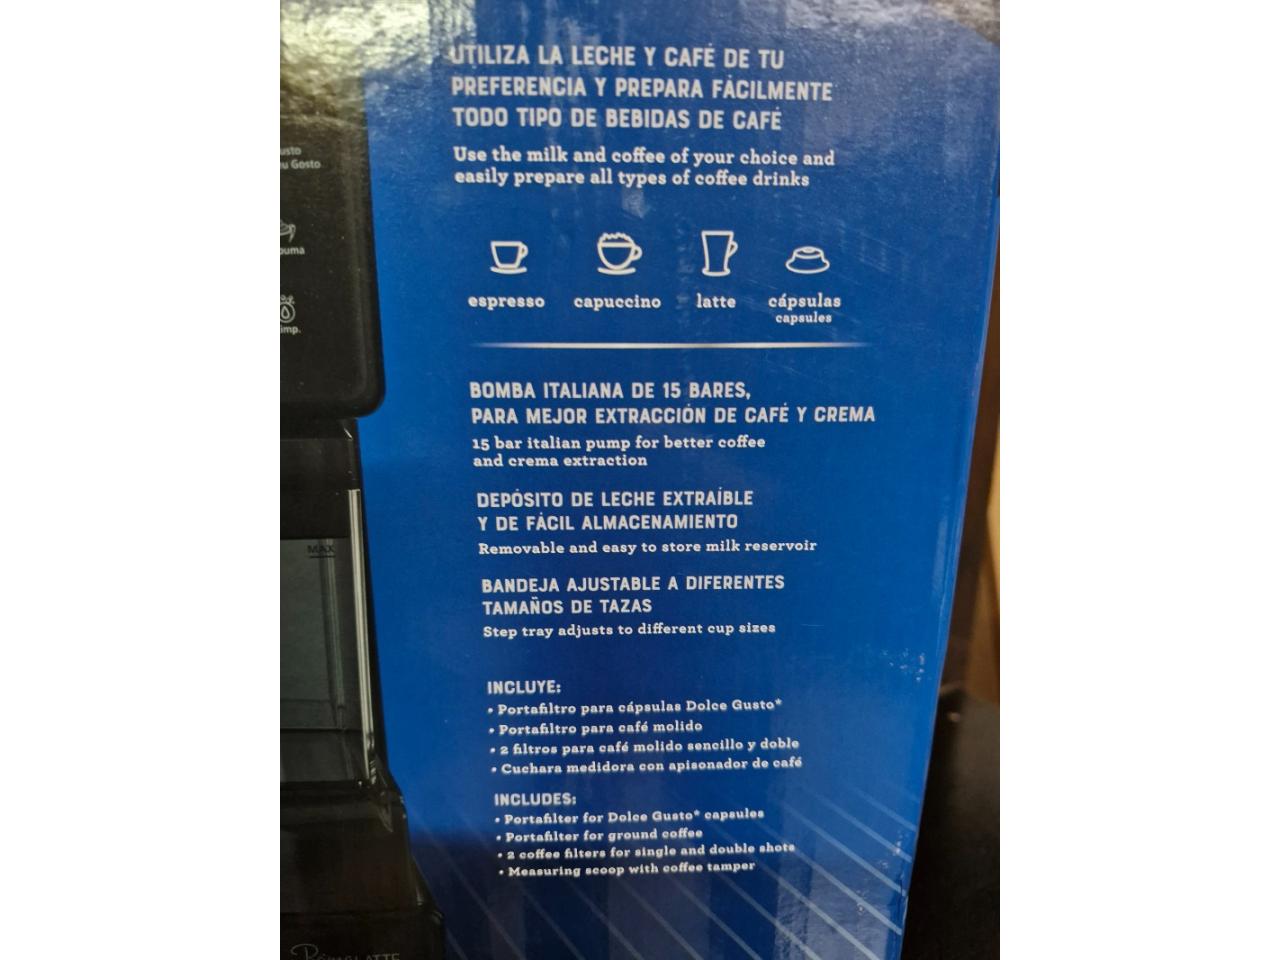 UTILIZA LA LECHE Y CAFÉ DE TU
PREFERENCIA Y PREPARA FÁCILMENTE
TODO TIPO DE BEBIDAS DE CAFÉ
Use the milk and coffee of your choice and
easily prepare all types of coffee drinks
espresso
capuccino
latte
cápsulas
capsules
BOMBA ITALIANA DE 15 BARES,
PARA MEJOR EXTRACCIÓN DE CAFÉ Y CREMA
15 bar italian pump for better coffee
and crema extraction
DEPÓSITO DE LECHE EXTRAÍBLE
Y DE FÁCIL ALMACENAMIENTO
Removable and easy to store milk reservoir
BANDEJA AJUSTABLE A DIFERENTES
TAMAÑOS DE TAZAS
Step tray adjusts to different cup sizes
INCLUYE:
• Portafiltro para cápsulas Dolce Gusto*
• Portafiltro para café molido
• 2 filtros para café molido sencillo y doble
• Cuchara medidora con apisonador de café
INCLUDES:
• Portafilter for Dolce Gusto* capsules
• Portafilter for ground coffee
• 2 coffee filters for single and double shots
• Measuring scoop with coffee tamper
Gosto
MAX
LATTE